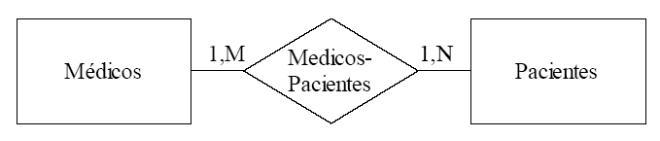 Médicos
1,M
Medicos-
Pacientes
1,N
Pacientes